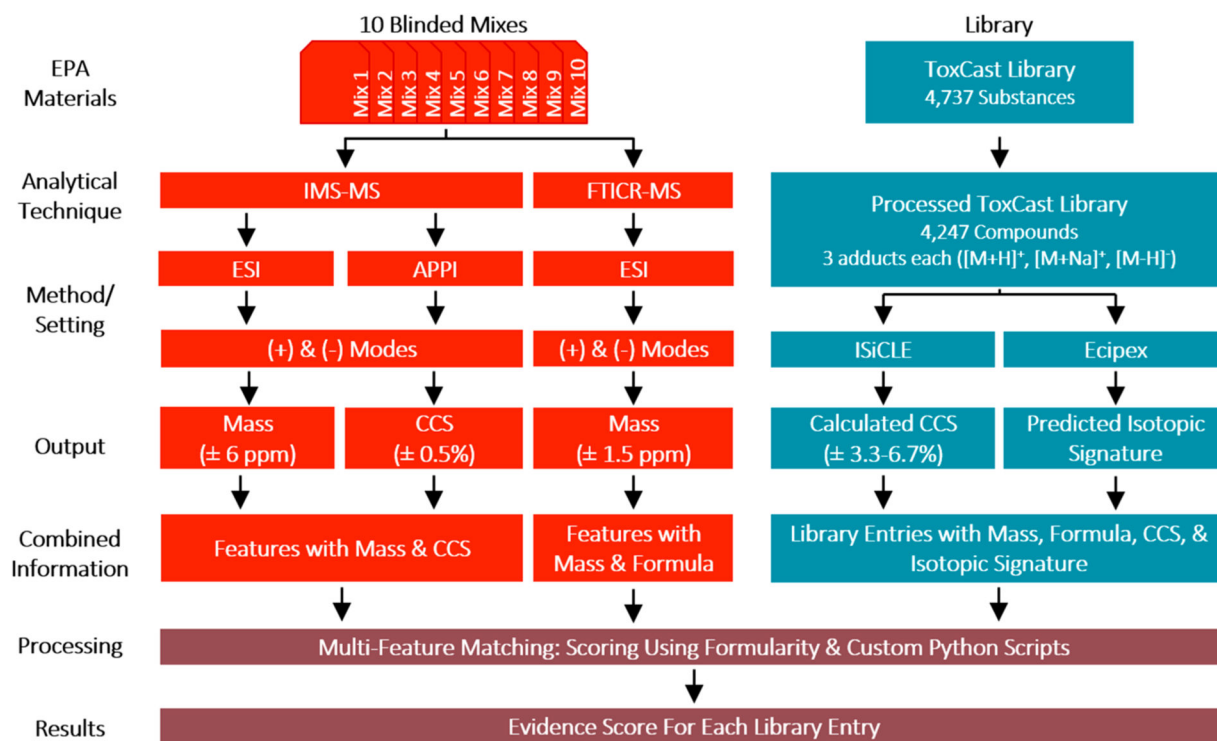 10 Blinded Mixes
Library
EPA
Materials
Mix 1
Mix 2
Mix 3
Mix 4
Mix 5
Mix 6
Mix 7
Mix 8
Mix 9
Mix 10
ToxCast Library
4,737 Substances
Analytical
Technique
IMS-MS
FTICR-MS
Processed ToxCast Library
4,247 Compounds
3 adducts each ([M+H]⁺, [M+Na]⁺, [M-H]⁻)
Method/
Setting
ESI
APPI
ESI
(+) & (-) Modes
(+) & (-) Modes
ISiCLE
Ecipex
Output
Mass
(± 6 ppm)
CCS
(± 0.5%)
Mass
(± 1.5 ppm)
Calculated CCS
(± 3.3-6.7%)
Predicted Isotopic
Signature
Combined
Information
Features with Mass & CCS
Features with
Mass & Formula
Library Entries with Mass, Formula, CCS, &
Isotopic Signature
Processing
Multi-Feature Matching: Scoring Using Formularity & Custom Python Scripts
Results
Evidence Score For Each Library Entry